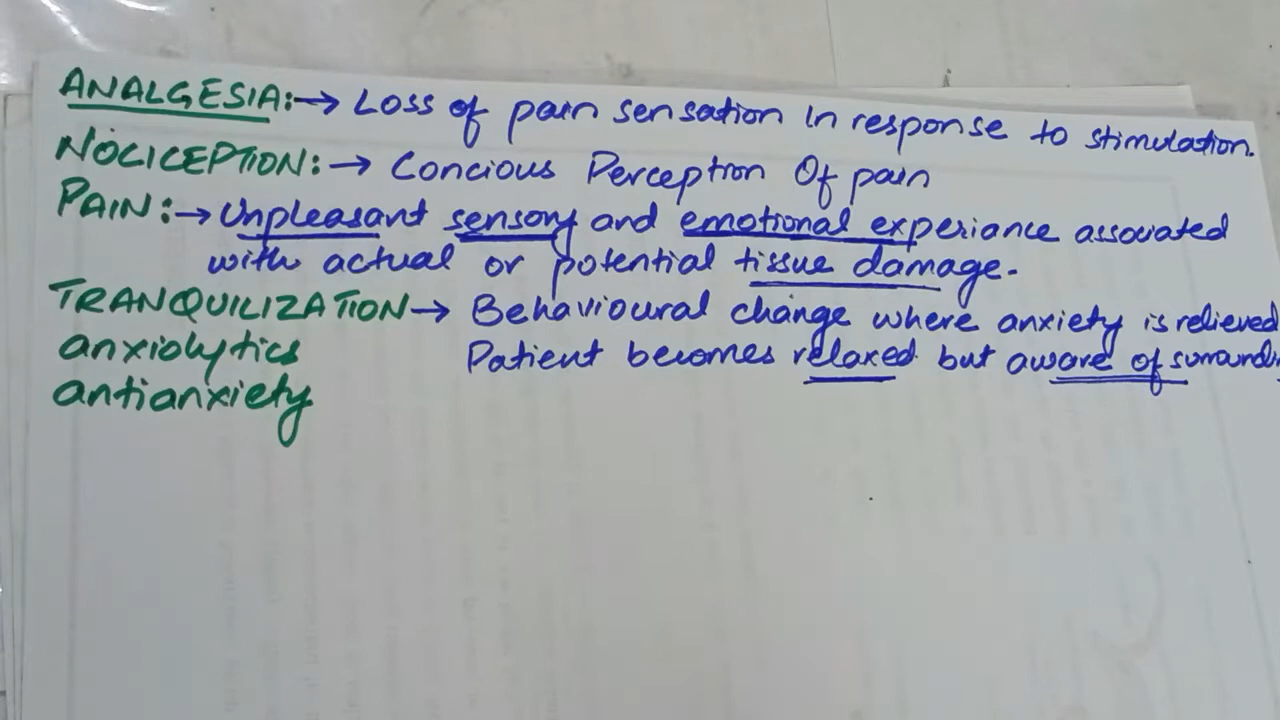 ANALGESIA:→ Loss of pain sensation in response to stimulation.
NOCICEPTION:→ Concious Perception Of pain
PAIN:→ Unpleasant sensory and emotional experiance associated
with actual or potential tissue damage.
TRANQUILIZATION→ Behavioural change where anxiety is relieved
anxiolytics Patient becomes relaxed but aware of
antianxiety